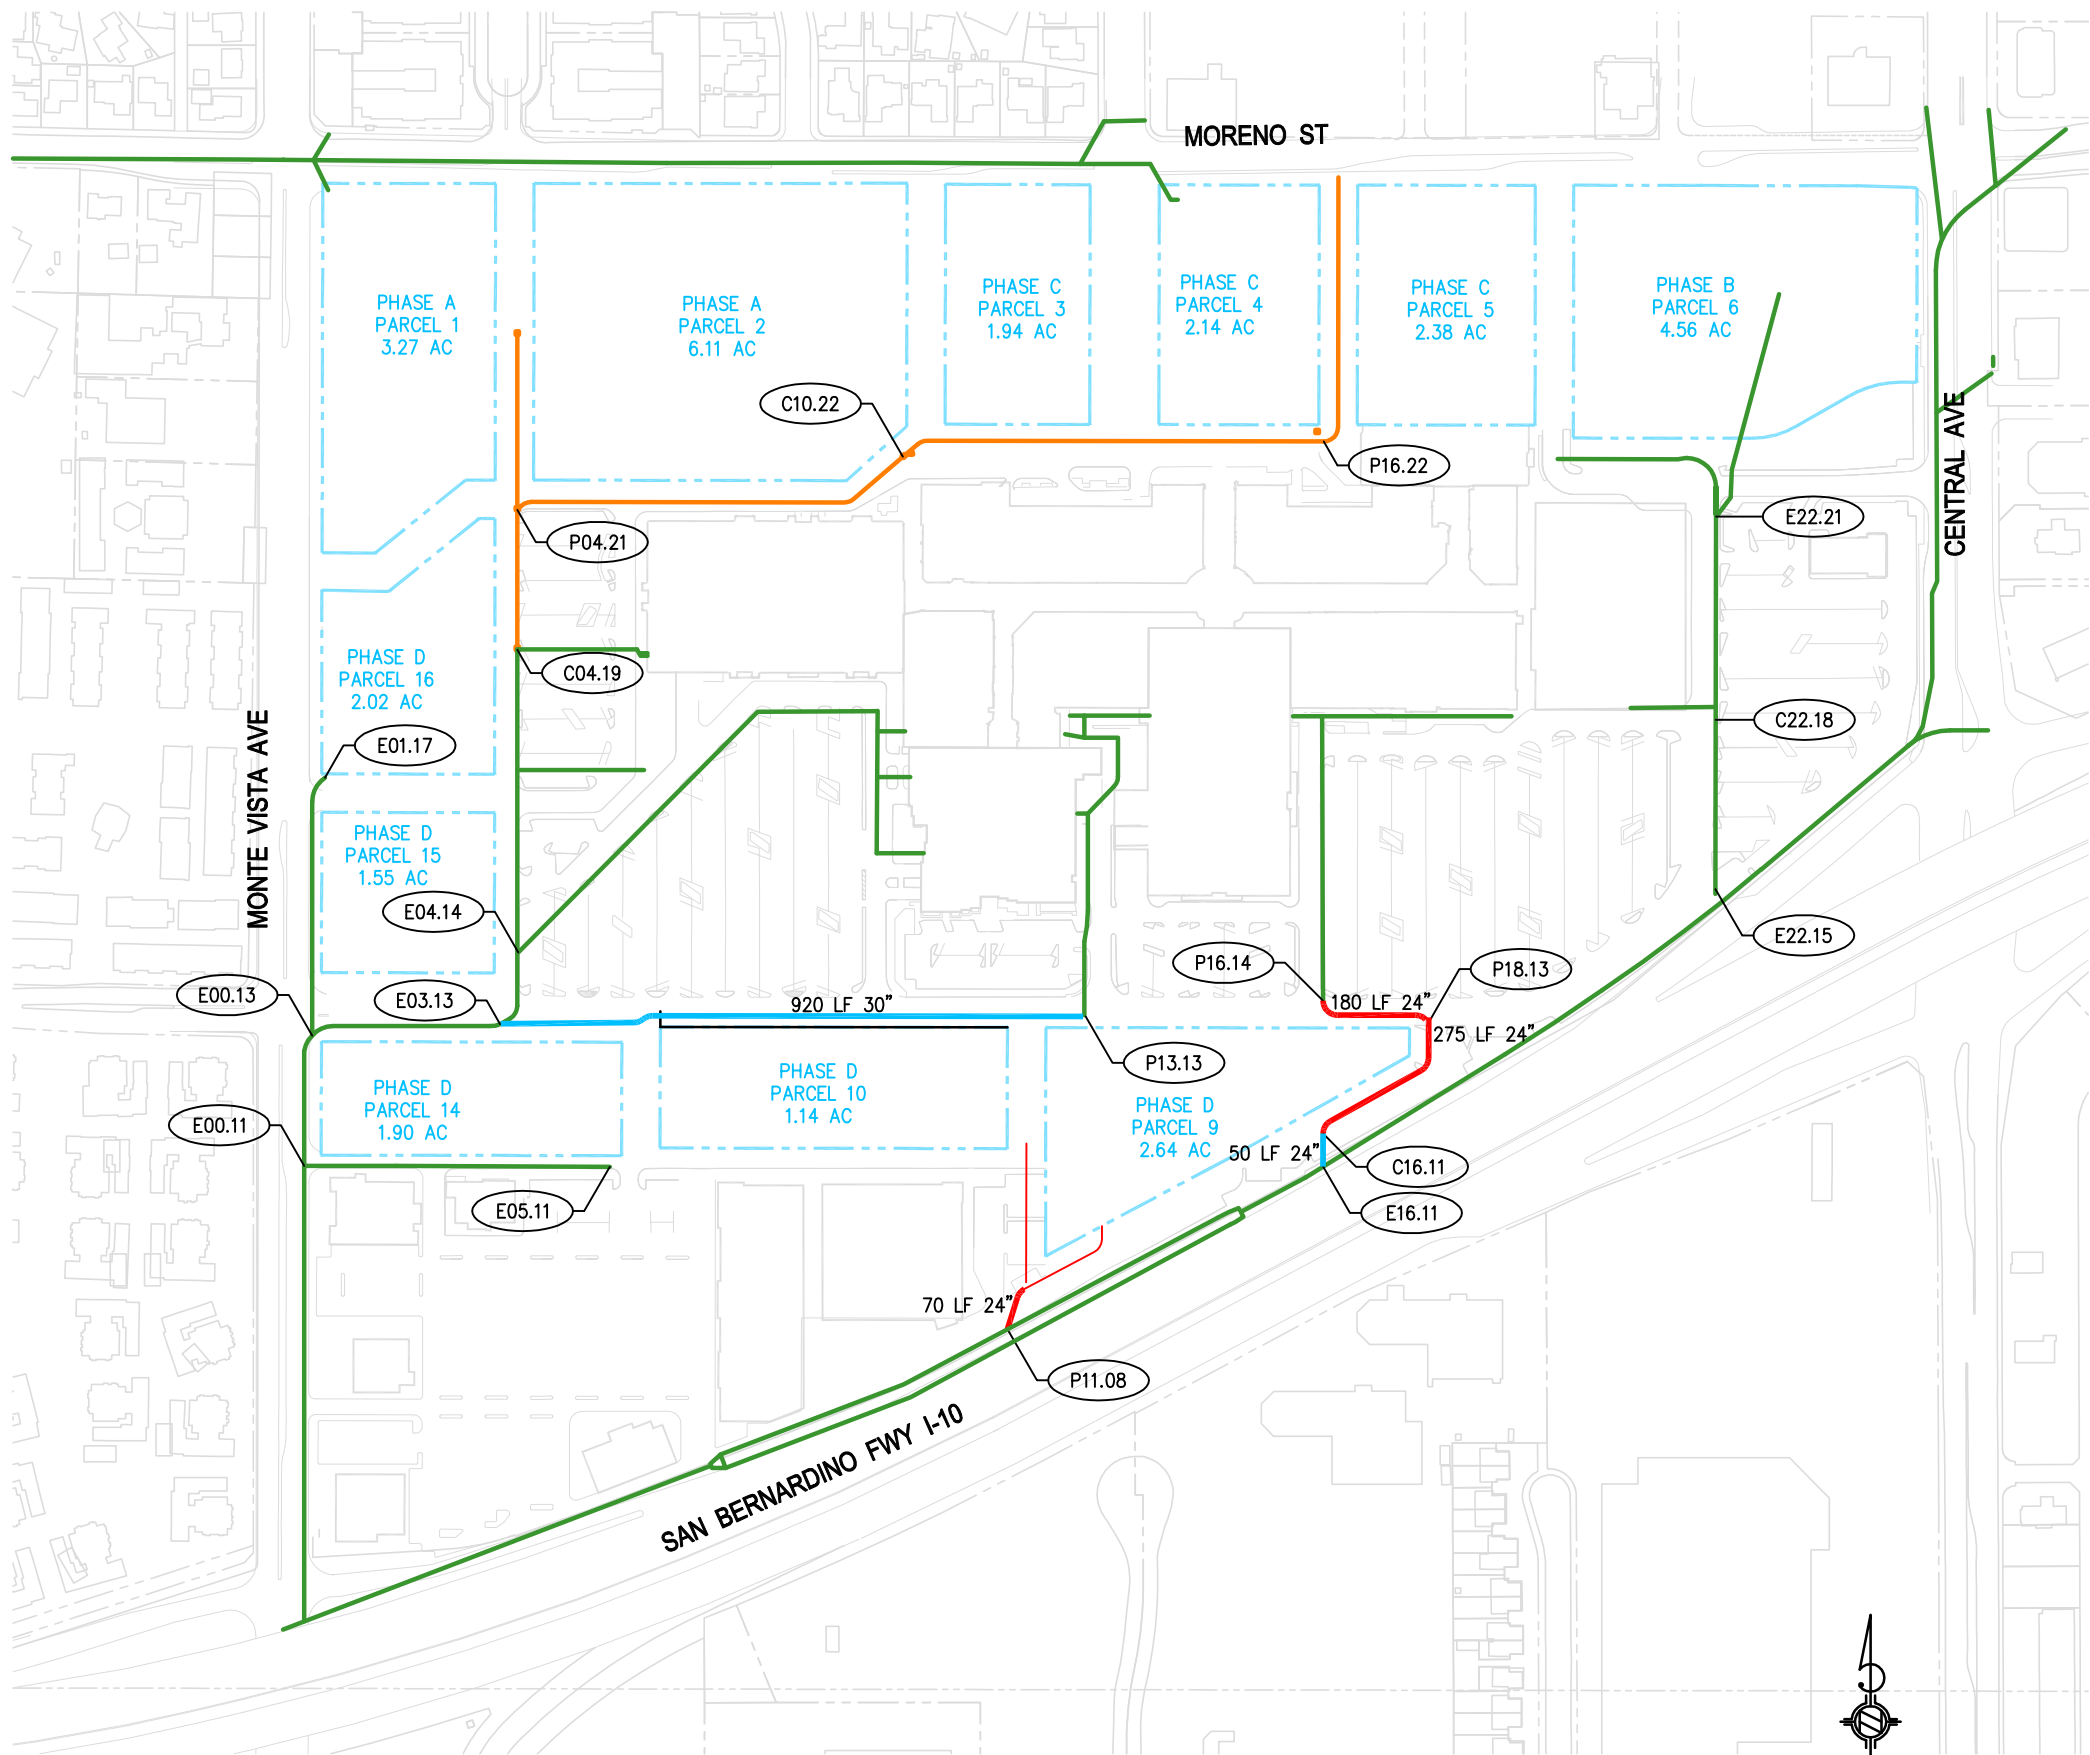 MORENO ST
PHASE A
PARCEL 1
3.27 AC
PHASE A
PARCEL 2
6.11 AC
PHASE C
PARCEL 3
1.94 AC
PHASE C
PARCEL 4
2.14 AC
PHASE C
PARCEL 5
2.38 AC
PHASE B
PARCEL 6
4.56 AC
C10.22
P16.22
CENTRAL AVE
E22.21
P04.21
C04.19
PHASE D
PARCEL 16
2.02 AC
C22.18
E01.17
MONTE VISTA AVE
PHASE D
PARCEL 15
1.55 AC
E04.14
E22.15
P16.14
P18.13
E00.13
E03.13
920 LF 30"
180 LF 24"
275 LF 24"
P13.13
PHASE D
PARCEL 14
1.90 AC
PHASE D
PARCEL 10
1.14 AC
PHASE D
PARCEL 9
2.64 AC
E00.11
50 LF 24"
C16.11
E05.11
E16.11
70 LF 24"
P11.08
SAN BERNARDINO FWY I-10